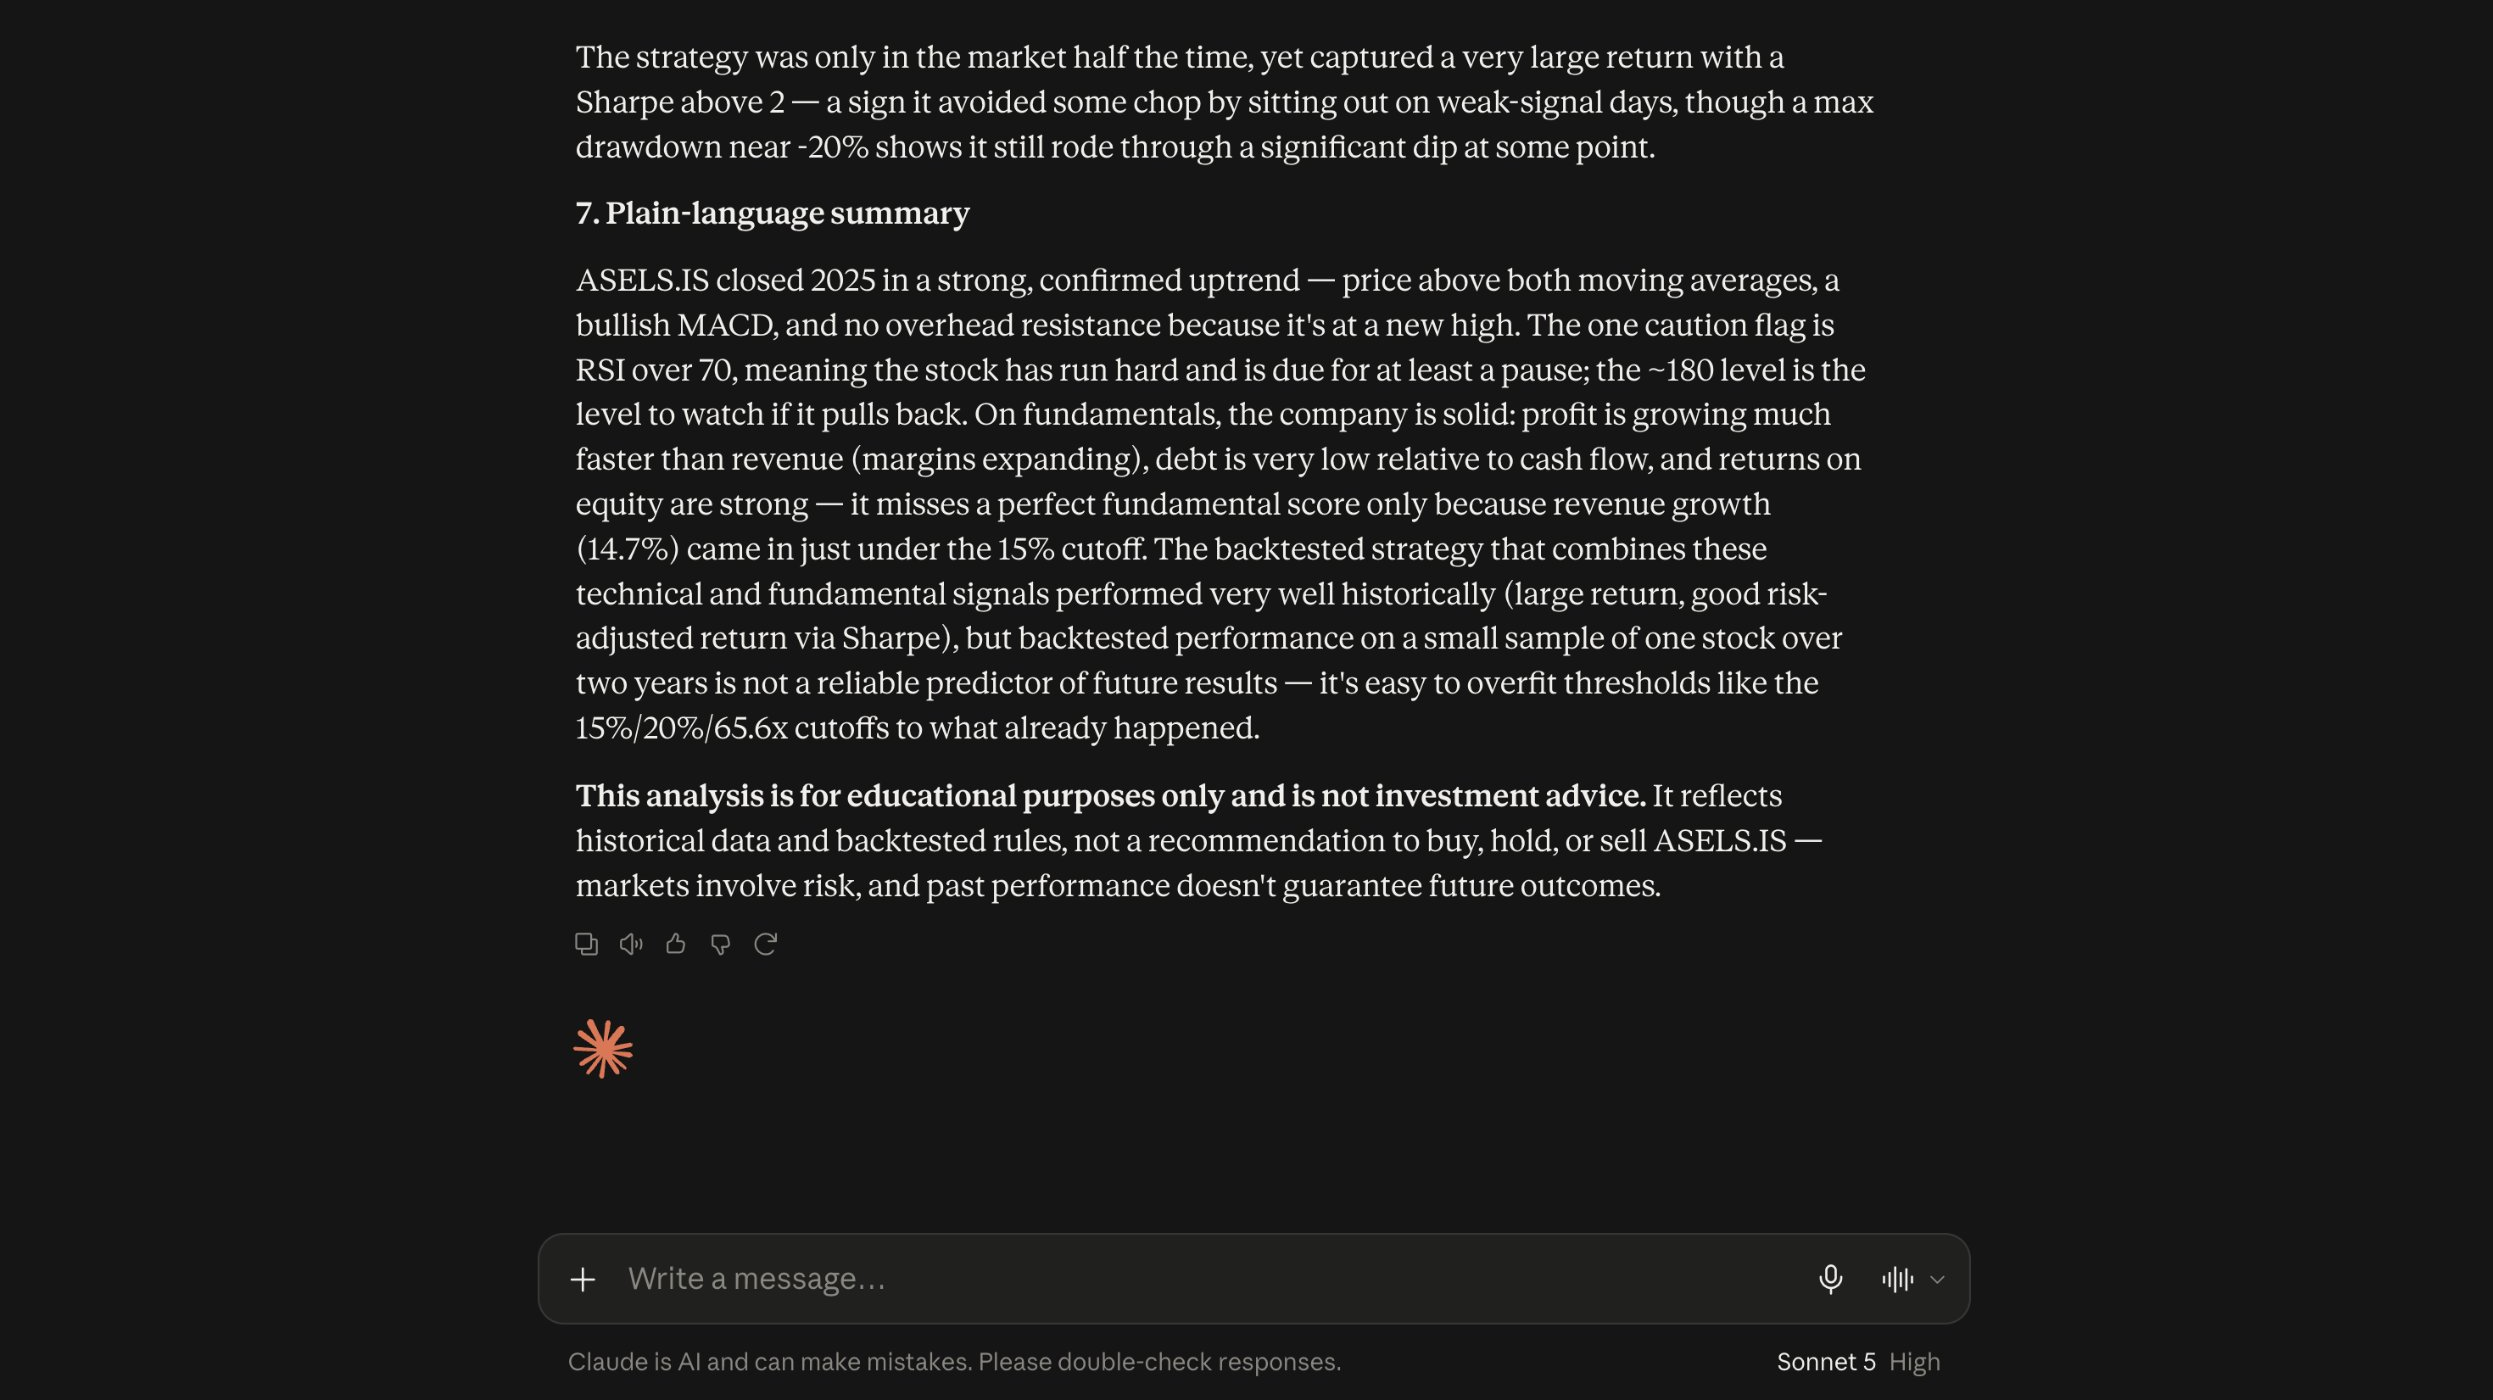 The strategy was only in the market half the time, yet captured a very large return with a
Sharpe above 2 — a sign it avoided some chop by sitting out on weak-signal days, though a max
drawdown near -20% shows it still rode through a significant dip at some point.
7. Plain-language summary
ASELS.IS closed 2025 in a strong, confirmed uptrend — price above both moving averages, a
bullish MACD, and no overhead resistance because it's at a new high. The one caution flag is
RSI over 70, meaning the stock has run hard and is due for at least a pause; the ~180 level is the
level to watch if it pulls back. On fundamentals, the company is solid: profit is growing much
faster than revenue (margins expanding), debt is very low relative to cash flow, and returns on
equity are strong — it misses a perfect fundamental score only because revenue growth
(14.7%) came in just under the 15% cutoff. The backtested strategy that combines these
technical and fundamental signals performed very well historically (large return, good risk-
adjusted return via Sharpe), but backtested performance on a small sample of one stock over
two years is not a reliable predictor of future results — it's easy to overfit thresholds like the
15%/20%/65.6x cutoffs to what already happened.
This analysis is for educational purposes only and is not investment advice. It reflects
historical data and backtested rules, not a recommendation to buy, hold, or sell ASELS.IS —
markets involve risk, and past performance doesn't guarantee future outcomes.
Write a message...
Claude is AI and can make mistakes. Please double-check responses.
Sonnet 5 High